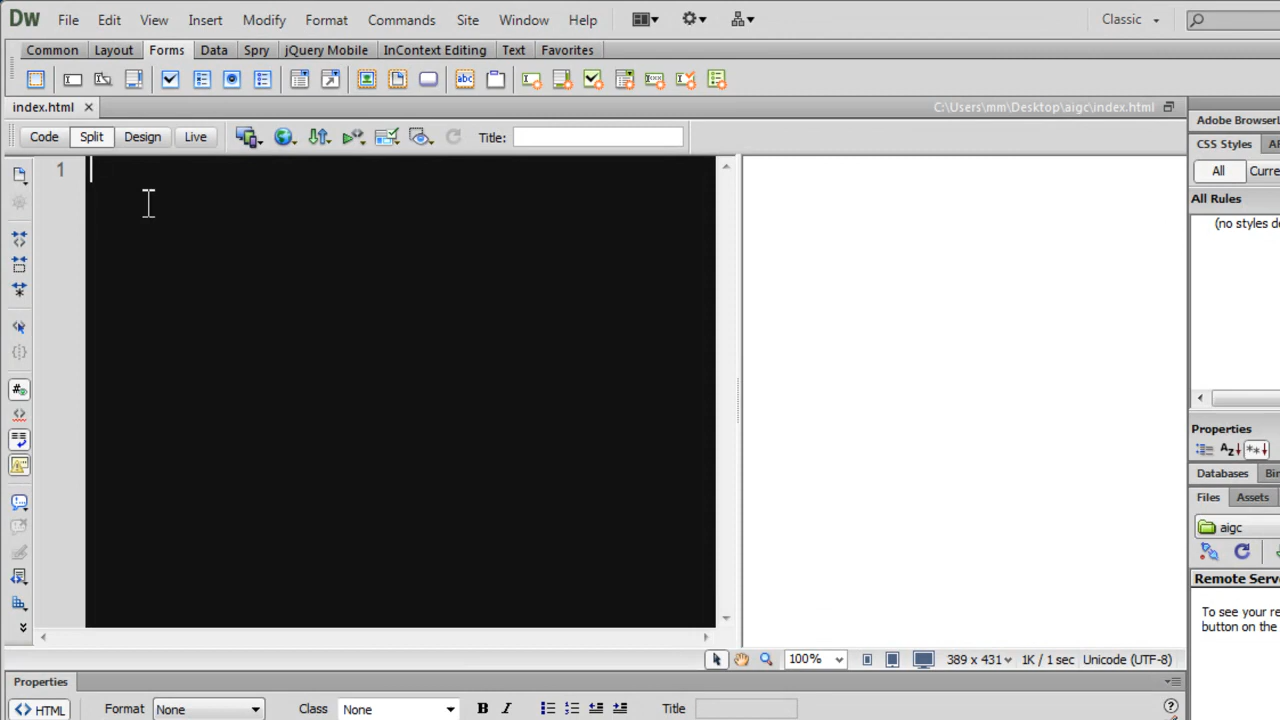 Dw File Edit View Insert Modify Format Commands Site Window Help Classic
Common Layout Forms Data Spry jQuery Mobile InContext Editing Text Favorites
index.html C:\Users\mm\Desktop\aigc\index.html
Code Split Design Live Title:
1
Adobe BrowserL
CSS Styles AP
All Curre
All Rules
(no styles de
Properties
Databases Bin
Files Assets
aigc
Remote Serve
To see your re
button on the
100% 389 x 431 1K / 1 sec Unicode (UTF-8)
Properties
HTML Format None Class None B I Title